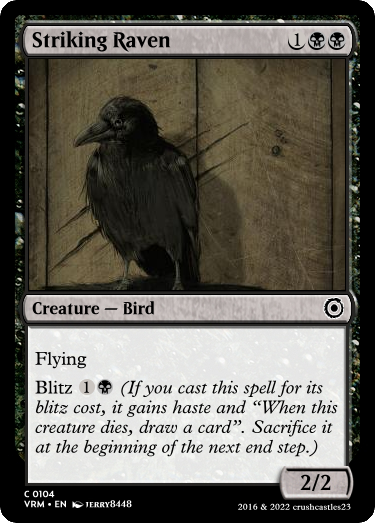 Striking Raven 1
Creature — Bird
Flying
Blitz 1 (If you cast this spell for its
blitz cost, it gains haste and “When this
creature dies, draw a card”. Sacrifice it
at the beginning of the next end step.)
2/2
C 0104
VRM • EN JERRY8448
2016 & 2022 crushcastles23